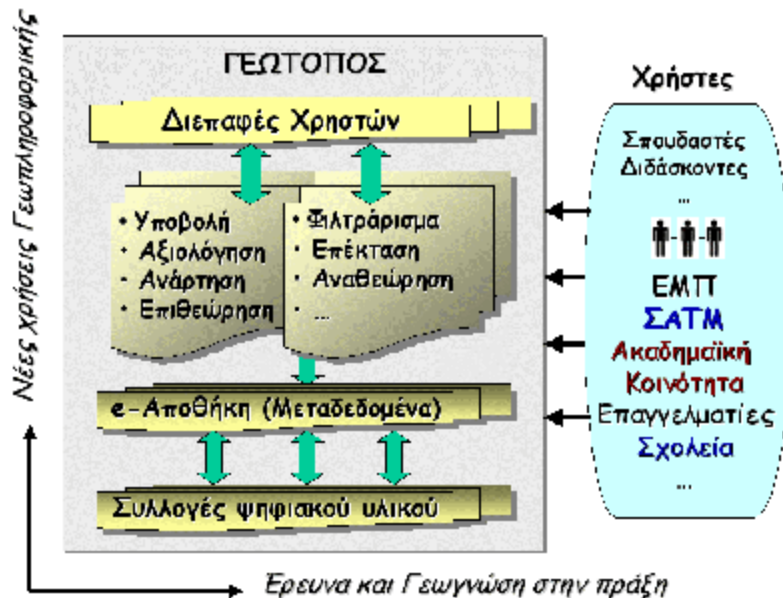 Νέες χρήσεις Γεωπληροφορικής
ΓΕΩΤΟΠΟΣ
Διεπαφές Χρηστών
• Υποβολή
• Αξιολόγηση
• Ανάρτηση
• Επιθεώρηση
• Φιλτράρισμα
• Επέκταση
• Αναθεώρηση
• ...
e-Αποθήκη (Μεταδεδομένα)
Συλλογές ψηφιακού υλικού
Χρήστες
Σπουδαστές
Διδάσκοντες
...
ΕΜΠ
ΣΑΤΜ
Ακαδημαϊκή
Κοινότητα
Επαγγελματίες
Σχολεία
...
Έρευνα και Γεωγνώση στην πράξη